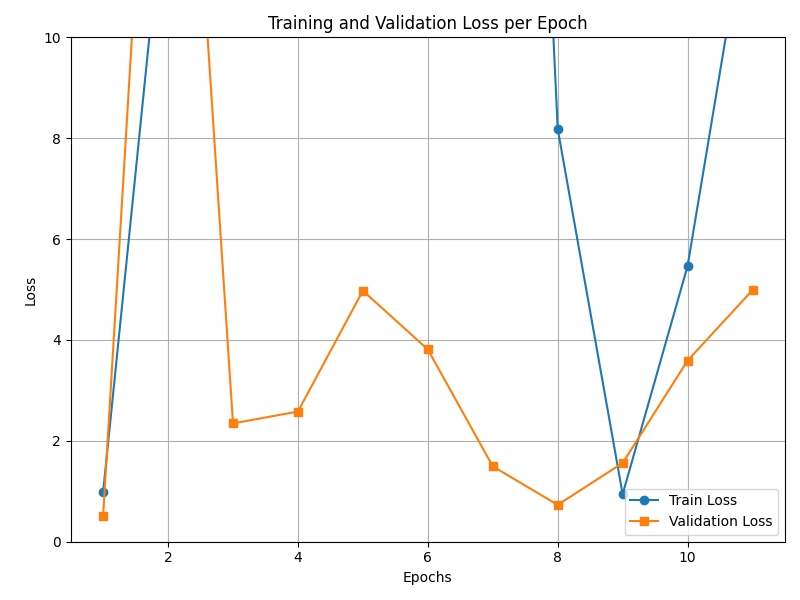 Training and Validation Loss per Epoch
10
8
6
4
2
0
Loss
2 4 6 8 10
Epochs
Train Loss
Validation Loss